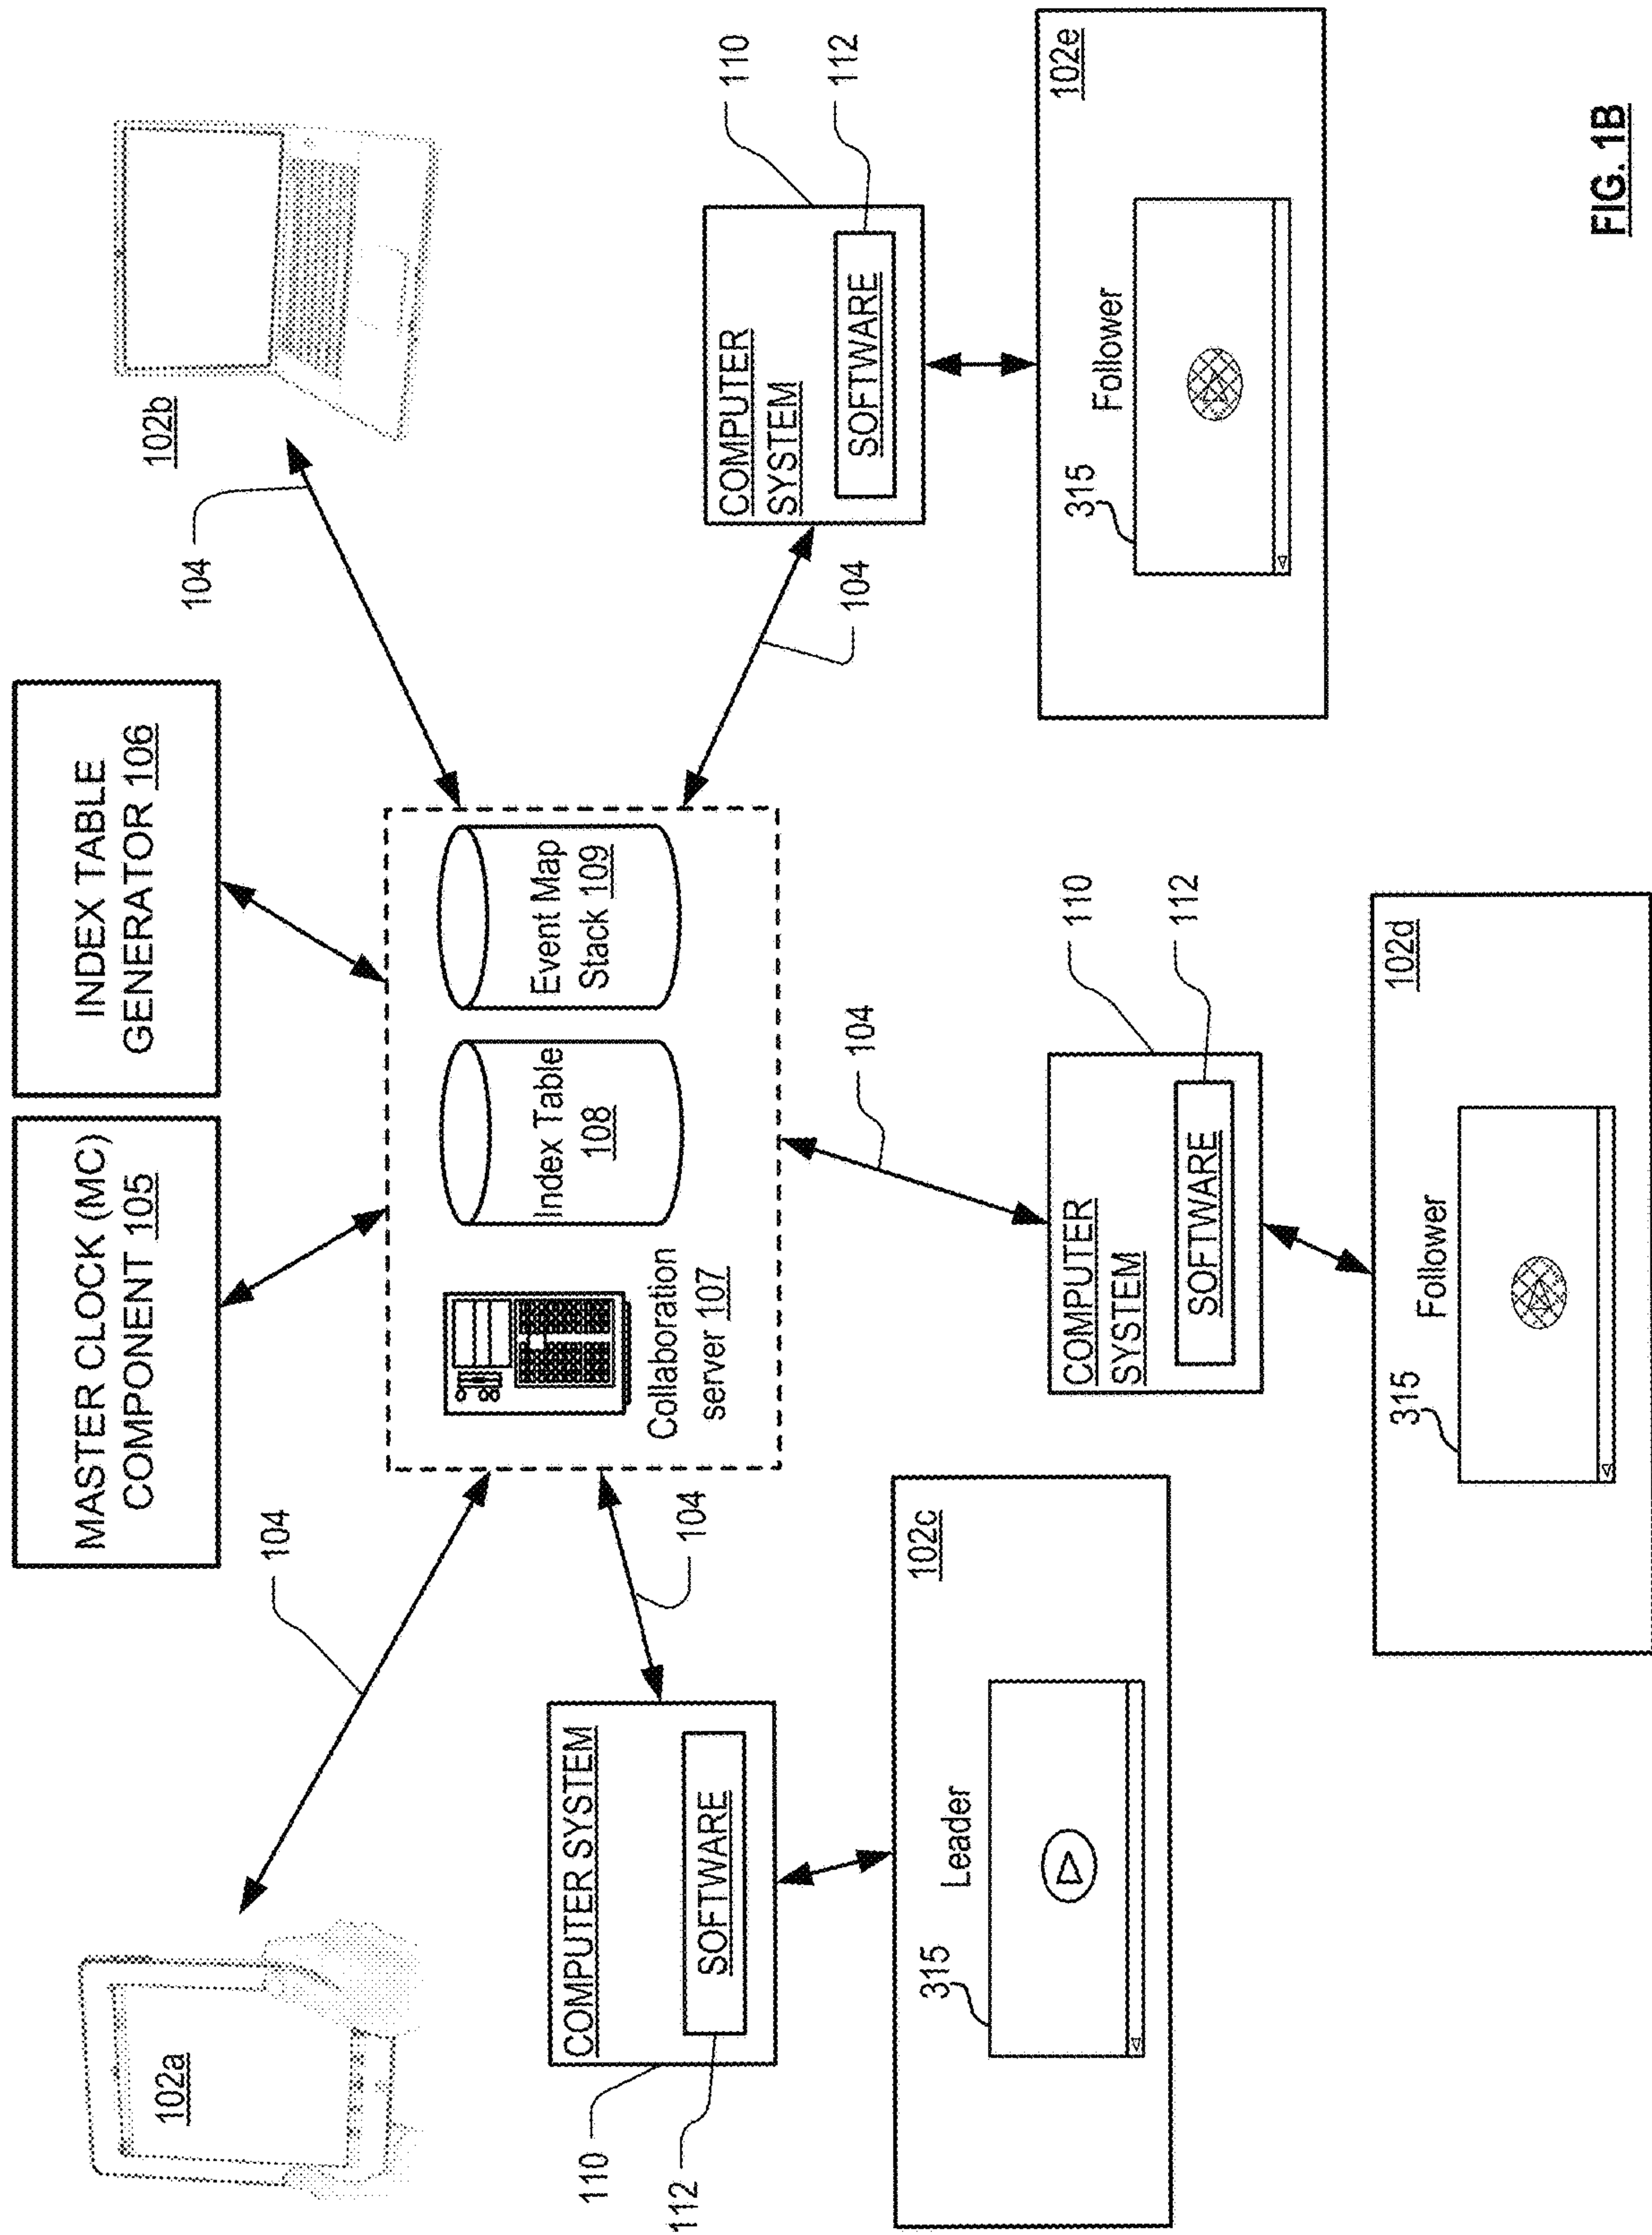 102a
104
MASTER CLOCK (MC)
COMPONENT 105
INDEX TABLE
GENERATOR 106
104
102b
Collaboration
server 107
Index Table
108
Event Map
Stack 109
104
104
104
COMPUTER SYSTEM
SOFTWARE
110
112
COMPUTER
SYSTEM
SOFTWARE
110
112
COMPUTER
SYSTEM
SOFTWARE
110
112
102c
315
Leader
102d
315
Follower
102e
315
Follower
FIG. 1B